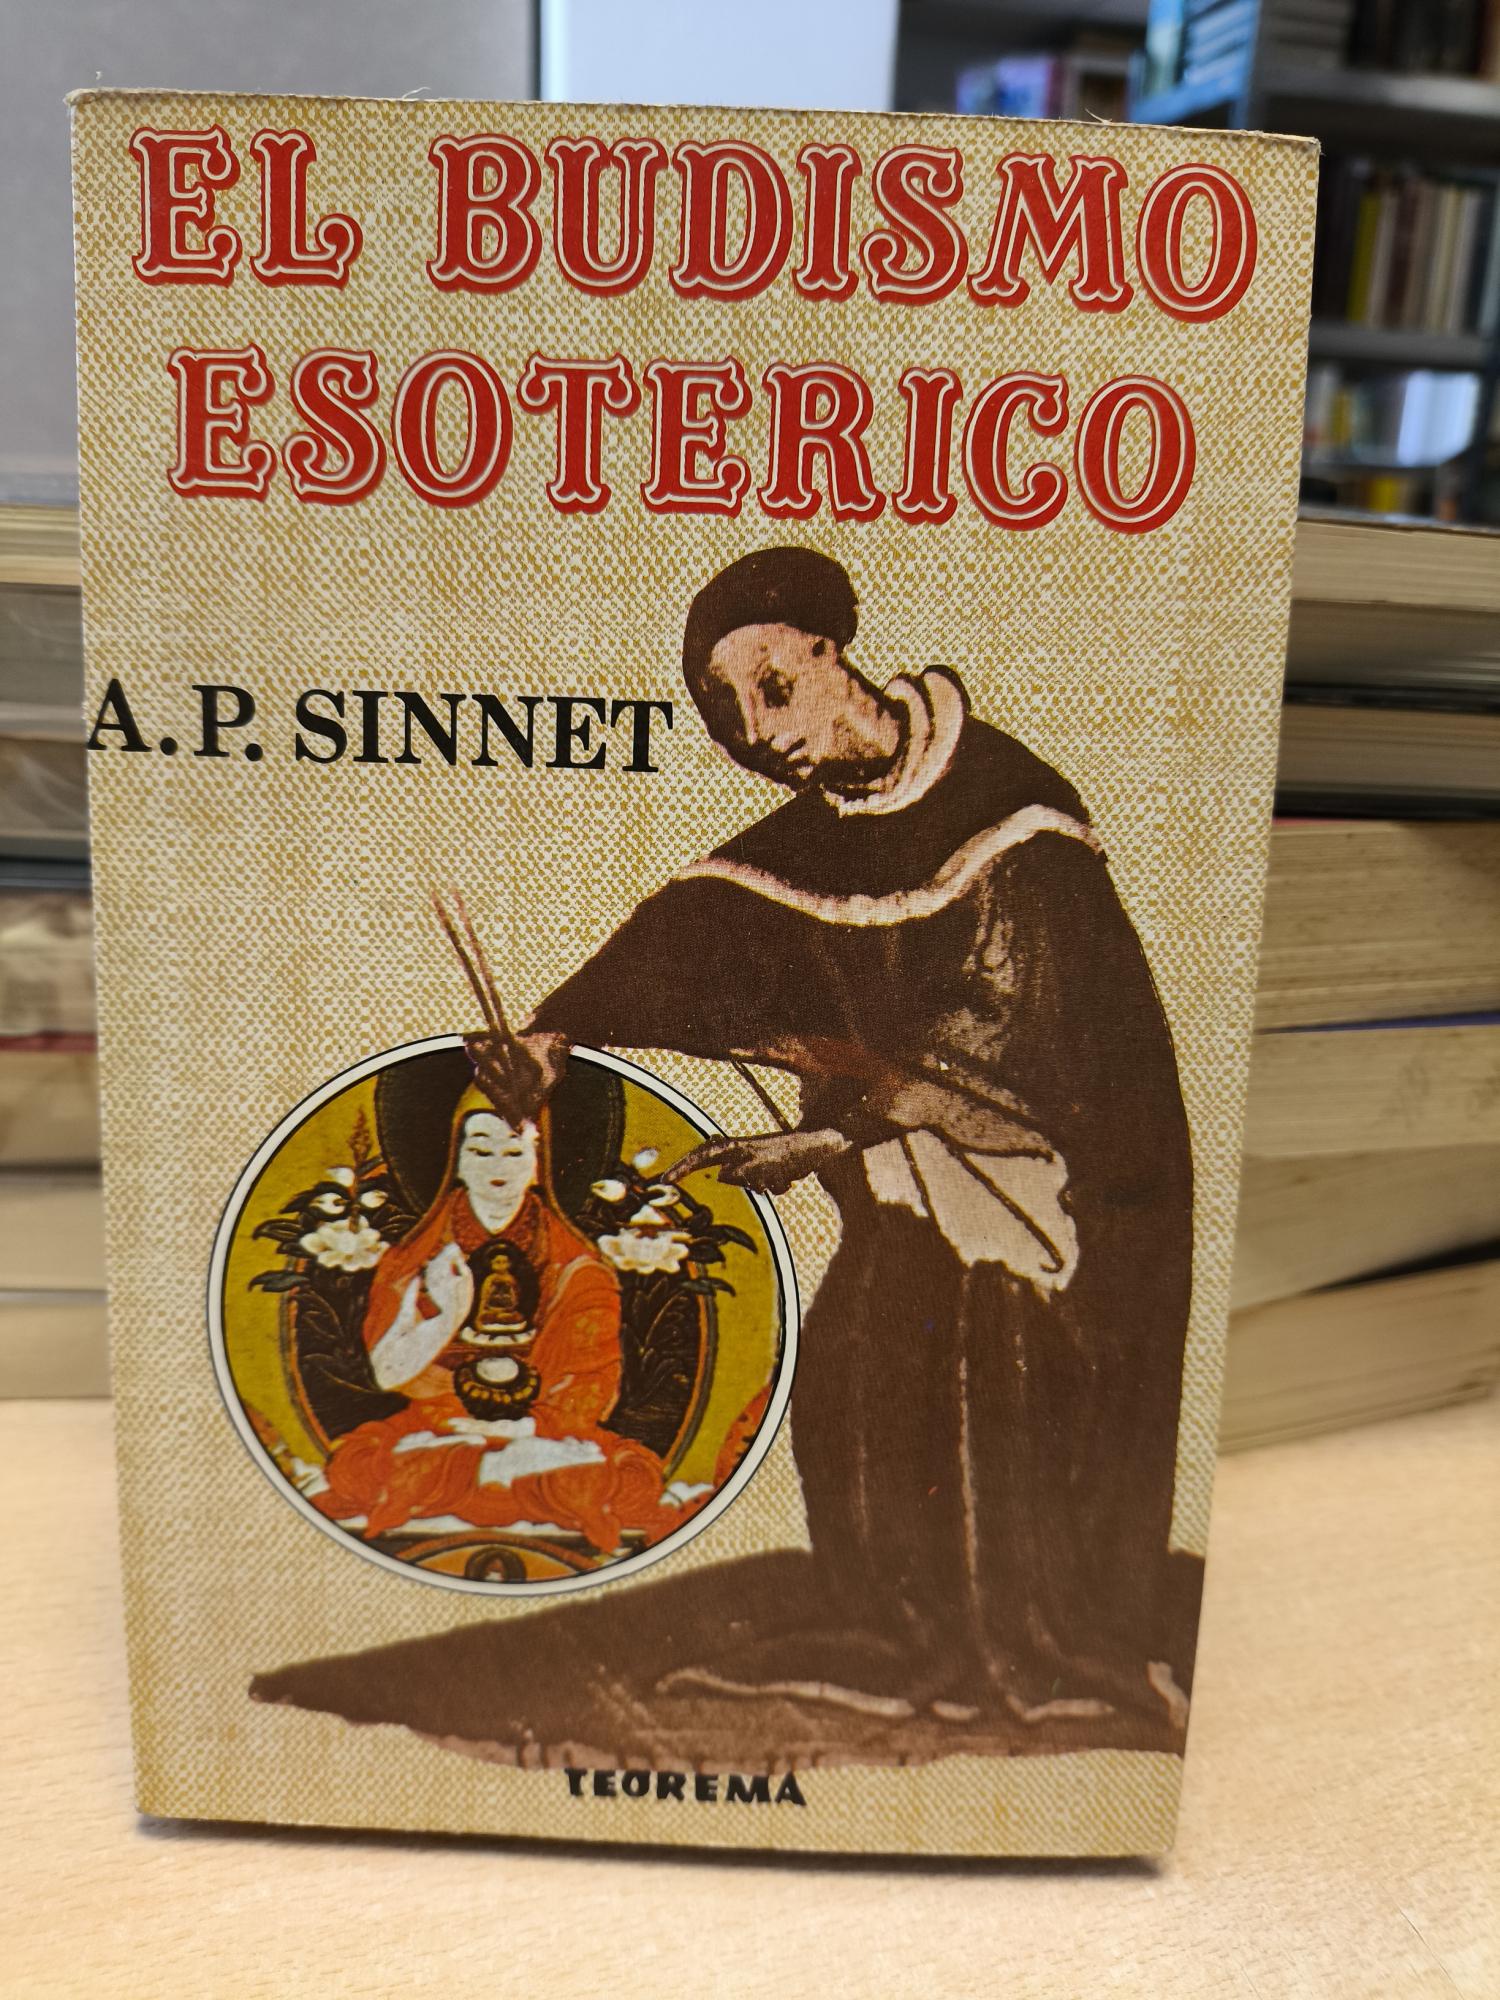 EL BUDISMO
ESOTERICO
A.P. SINNET
TEOREMA